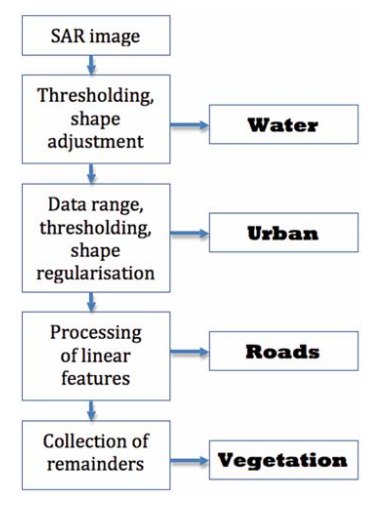 SAR image
Thresholding,
shape
adjustment
Water
Data range,
thresholding,
shape
regularisation
Urban
Processing
of linear
features
Roads
Collection of
remainders
Vegetation